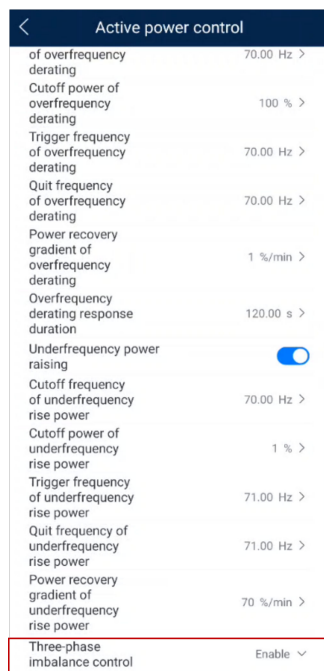 Active power control
of overfrequency
derating
70.00 Hz >
Cutoff power of
overfrequency
derating
100 % >
Trigger frequency
of overfrequency
derating
70.00 Hz >
Quit frequency
of overfrequency
derating
70.00 Hz >
Power recovery
gradient of
overfrequency
derating
1 %/min >
Overfrequency
derating response
duration
120.00 s >
Underfrequency power
raising
Cutoff frequency
of underfrequency
rise power
70.00 Hz >
Cutoff power of
underfrequency
rise power
1 % >
Trigger frequency
of underfrequency
rise power
71.00 Hz >
Quit frequency of
underfrequency
rise power
71.00 Hz >
Power recovery
gradient of
underfrequency
rise power
70 %/min >
Three-phase
imbalance control
Enable